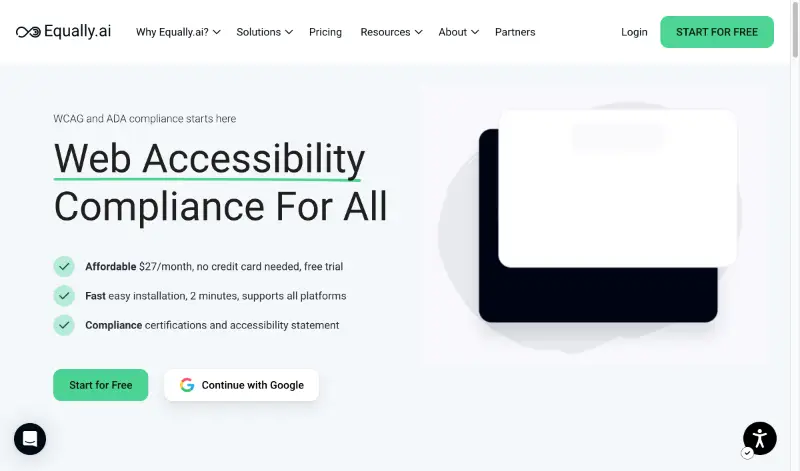 Equally.ai
Why Equally.ai?
Solutions
Pricing
Resources
About
Partners
Login
START FOR FREE
WCAG and ADA compliance starts here
Web Accessibility
Compliance For All
Affordable $27/month, no credit card needed, free trial
Fast easy installation, 2 minutes, supports all platforms
Compliance certifications and accessibility statement
Start for Free
Continue with Google